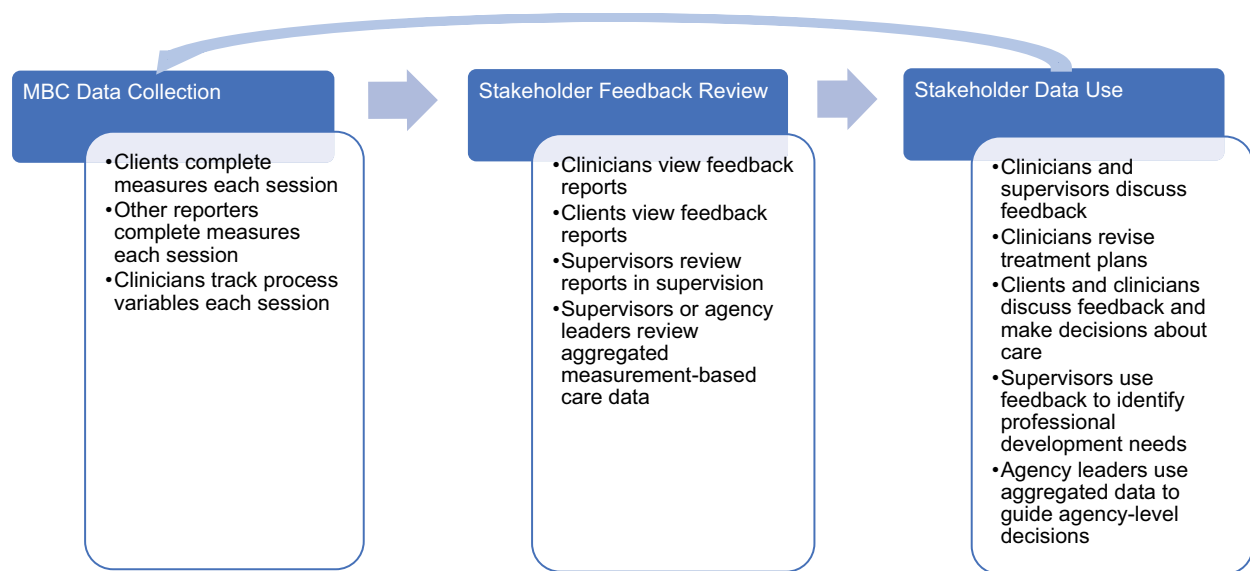 MBC Data Collection
•Clients complete
measures each session
•Other reporters
complete measures
each session
•Clinicians track process
variables each session
Stakeholder Feedback Review
•Clinicians view feedback
reports
•Clients view feedback
reports
•Supervisors review
reports in supervision
•Supervisors or agency
leaders review
aggregated
measurement-based
care data
Stakeholder Data Use
•Clinicians and
supervisors discuss
feedback
•Clinicians revise
treatment plans
•Clients and clinicians
discuss feedback and
make decisions about
care
•Supervisors use
feedback to identify
professional
development needs
•Agency leaders use
aggregated data to
guide agency-level
decisions